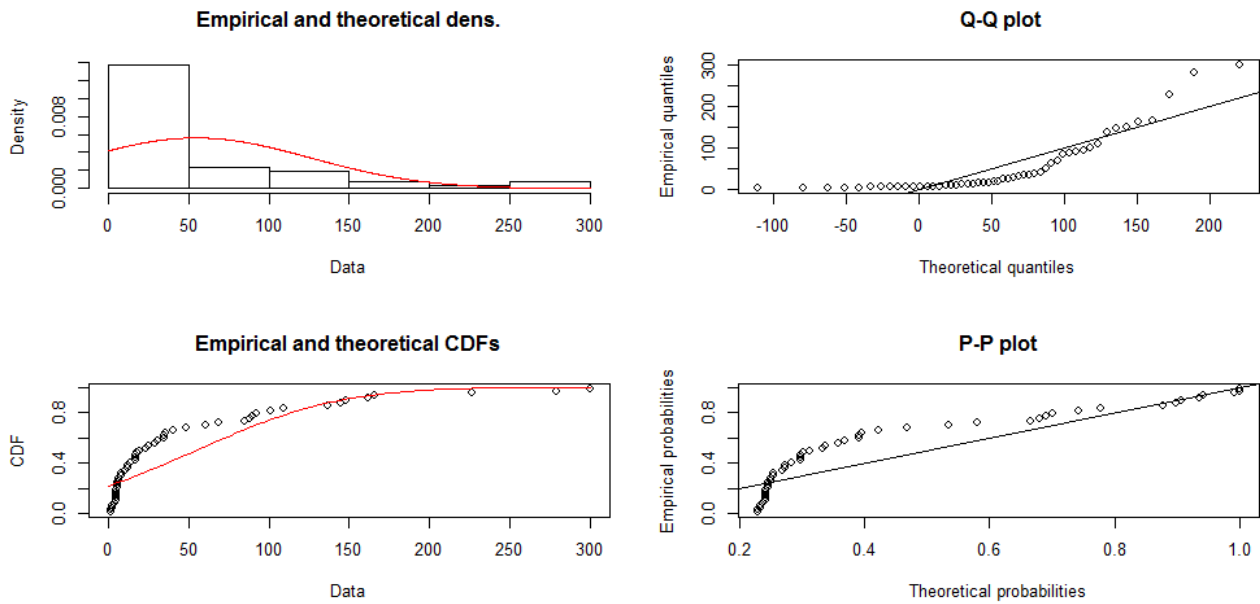 Empirical and theoretical dens.
Density
0.000 0.008
0 50 100 150 200 250 300
Data
Q-Q plot
Empirical quantiles
0 100 200 300
-100 -50 0 50 100 150 200
Theoretical quantiles
Empirical and theoretical CDFs
CDF
0.0 0.4 0.8
0 50 100 150 200 250 300
Data
P-P plot
Empirical probabilities
0.0 0.4 0.8
0.2 0.4 0.6 0.8 1.0
Theoretical probabilities